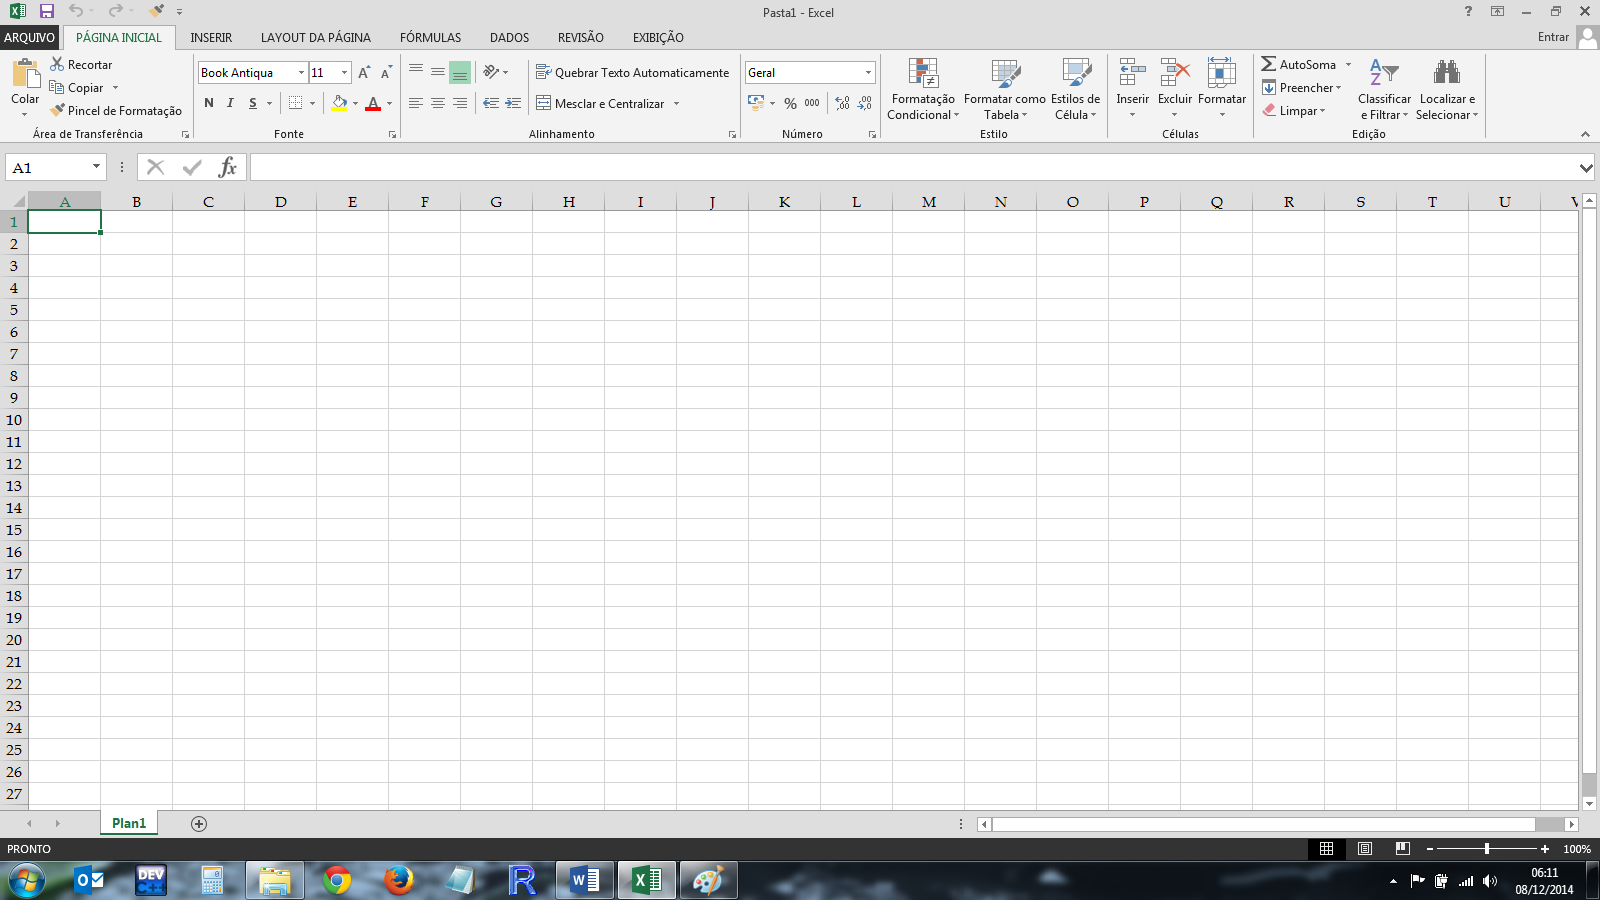 Pasta1 - Excel
?
ARQUIVO PÁGINA INICIAL INSERIR LAYOUT DA PÁGINA FÓRMULAS DADOS REVISÃO EXIBIÇÃO Entrar
Colar
Recortar
Copiar
Pincel de Formatação
Área de Transferência
Book Antiqua 11 A A
N I S A
Fonte
Quebrar Texto Automaticamente
Mesclar e Centralizar
Alinhamento
Geral
% 000 ,00 ,00
Número
Formatação Condicional
Formatar como Tabela
Estilos de Célula
Estilo
Inserir Excluir Formatar
Células
AutoSoma
Preencher
Limpar
Classificar e Filtrar
Localizar e Selecionar
Edição
A1 fx
A B C D E F G H I J K L M N O P Q R S T U V
1
2
3
4
5
6
7
8
9
10
11
12
13
14
15
16
17
18
19
20
21
22
23
24
25
26
27
Plan1
PRONTO 100%
DEV C++
06:11
08/12/2014